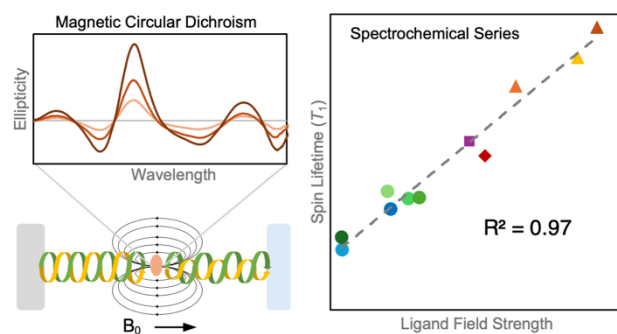 Magnetic Circular Dichroism
Ellipticity
Wavelength
B₀
Spectrochemical Series
Spin Lifetime (T₁)
R² = 0.97
Ligand Field Strength